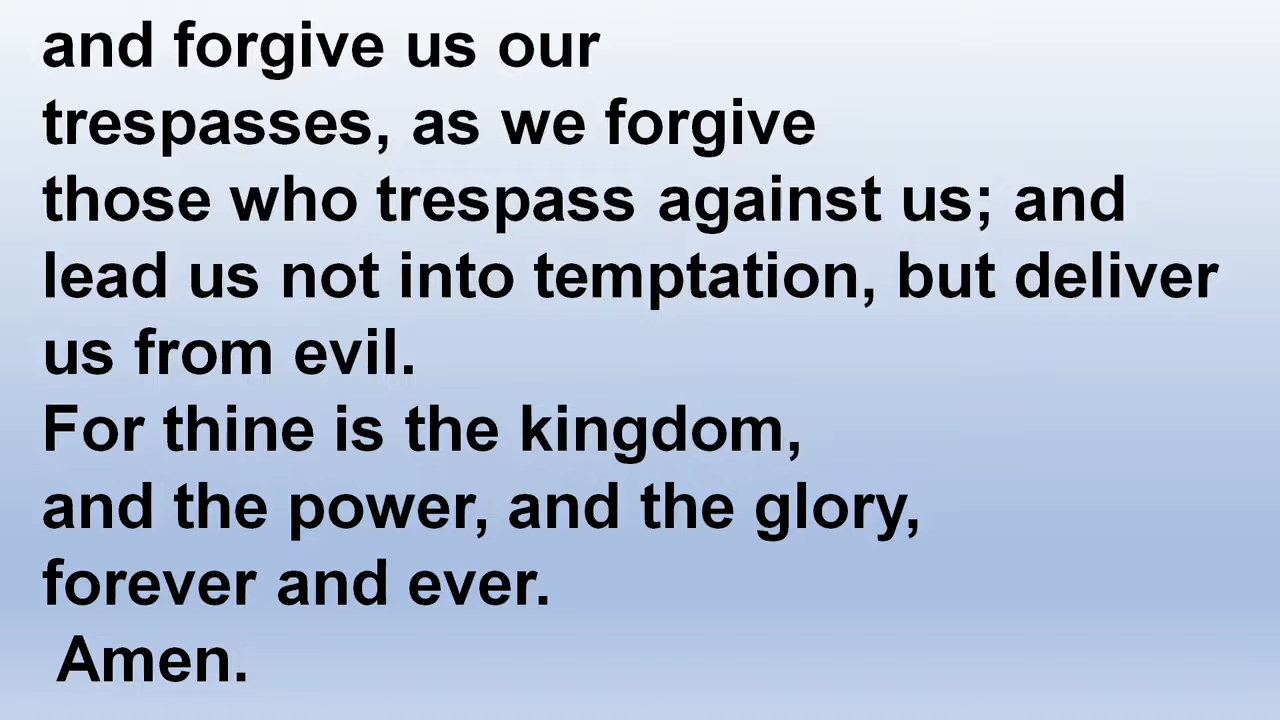 and forgive us our
trespasses, as we forgive
those who trespass against us; and
lead us not into temptation, but deliver
us from evil.
For thine is the kingdom,
and the power, and the glory,
forever and ever.
Amen.